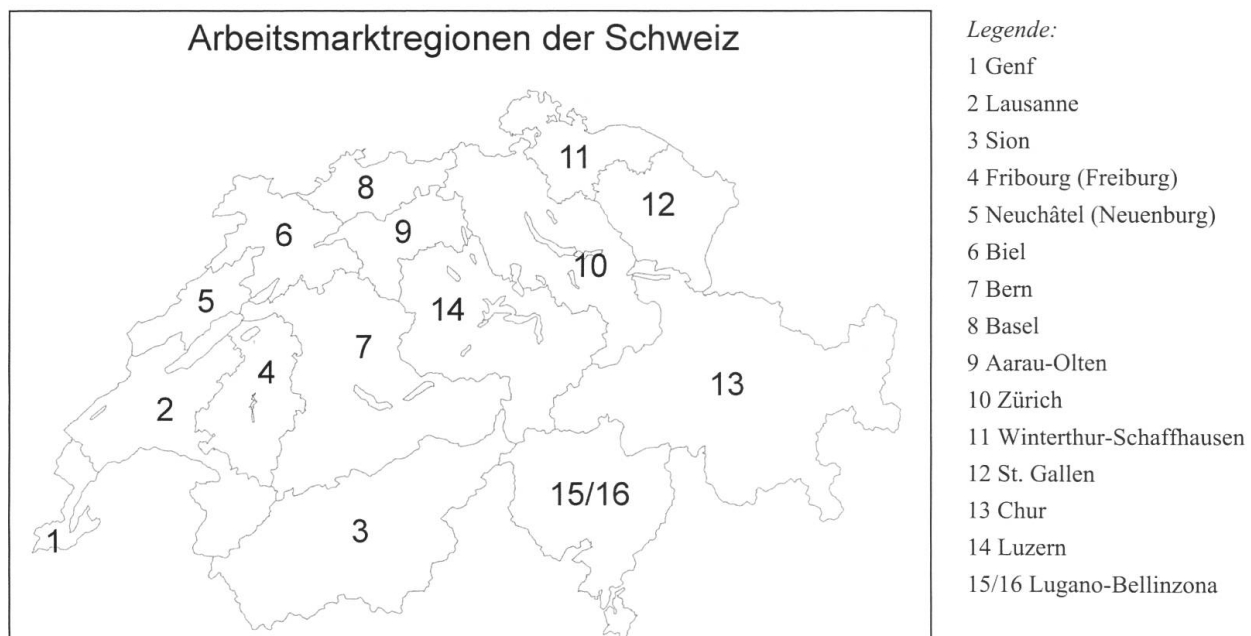 Arbeitsmarktregionen der Schweiz
11
8
12
9
6
10
5
14
7
4
13
2
15/16
3
1
Legende:
1 Genf
2 Lausanne
3 Sion
4 Fribourg (Freiburg)
5 Neuchâtel (Neuenburg)
6 Biel
7 Bern
8 Basel
9 Aarau-Olten
10 Zürich
11 Winterthur-Schaffhausen
12 St. Gallen
13 Chur
14 Luzern
15/16 Lugano-Bellinzona